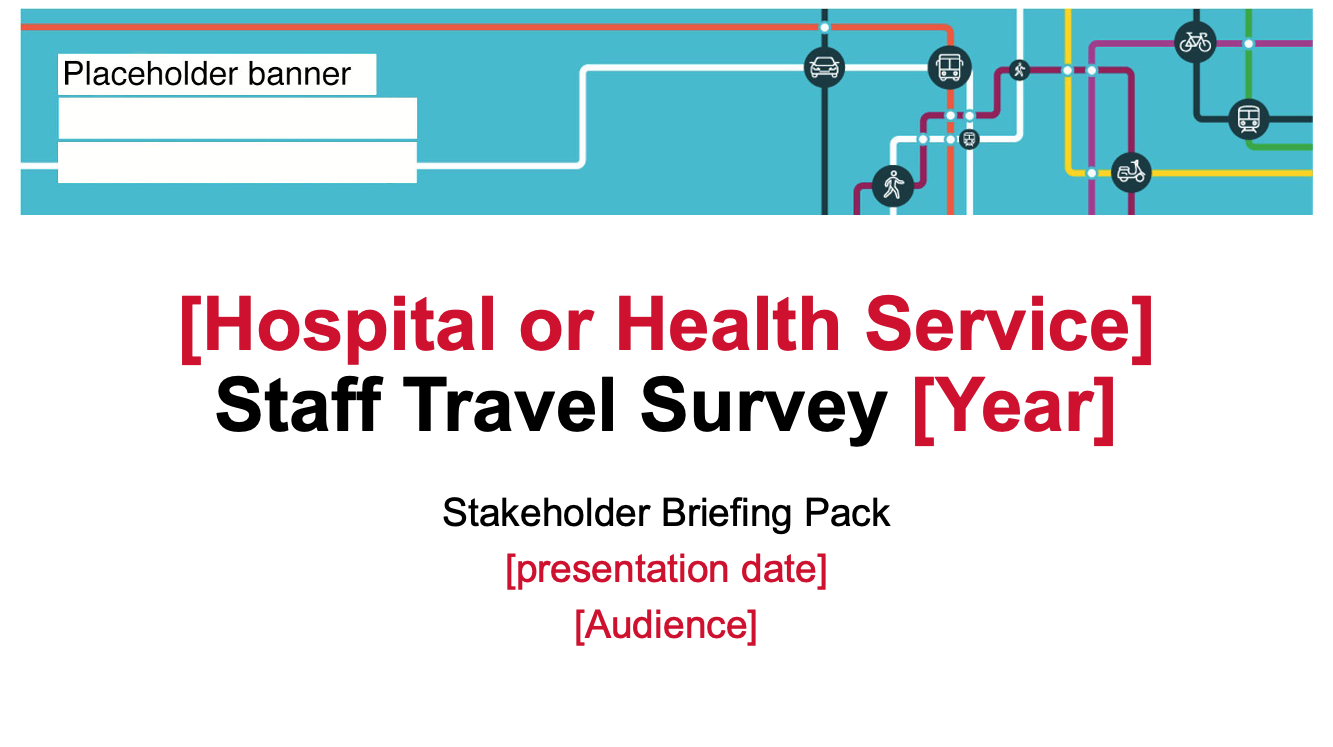 Placeholder banner
[Hospital or Health Service]
Staff Travel Survey [Year]
Stakeholder Briefing Pack
[presentation date]
[Audience]